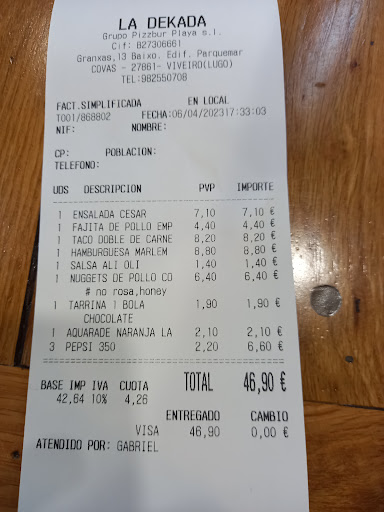 LA DEKADA
Grupo Pizzbur Playa s.l.
Cif: B27306661
Granxas,13 Baixo. Edif. Parquemar
COVAS - 27861- VIVEIRO(LUGO)
TEL:982550708
FACT.SIMPLIFICADA EN LOCAL
T001/868802 FECHA:06/04/202317:33:03
NIF: NOMBRE:
CP: POBLACION:
TELEFONO:
UDS DESCRIPCION PVP IMPORTE
1 ENSALADA CESAR 7,10 7,10 €
1 FAJITA DE POLLO EMP 4,40 4,40 €
1 TACO DOBLE DE CARNE 8,20 8,20 €
1 HAMBURGUESA MARLEM 8,80 8,80 €
1 SALSA ALI OLI 1,40 1,40 €
1 NUGGETS DE POLLO CO 6,40 6,40 €
# no rosa,honey
1 TARRINA 1 BOLA 1,90 1,90 €
CHOCOLATE
1 AQUARADE NARANJA LA 2,10 2,10 €
3 PEPSI 350 2,20 6,60 €
BASE IMP IVA CUOTA TOTAL 46,90 €
42,64 10% 4,26
ENTREGADO CAMBIO
VISA 46,90 0,00 €
ATENDIDO POR: GABRIEL